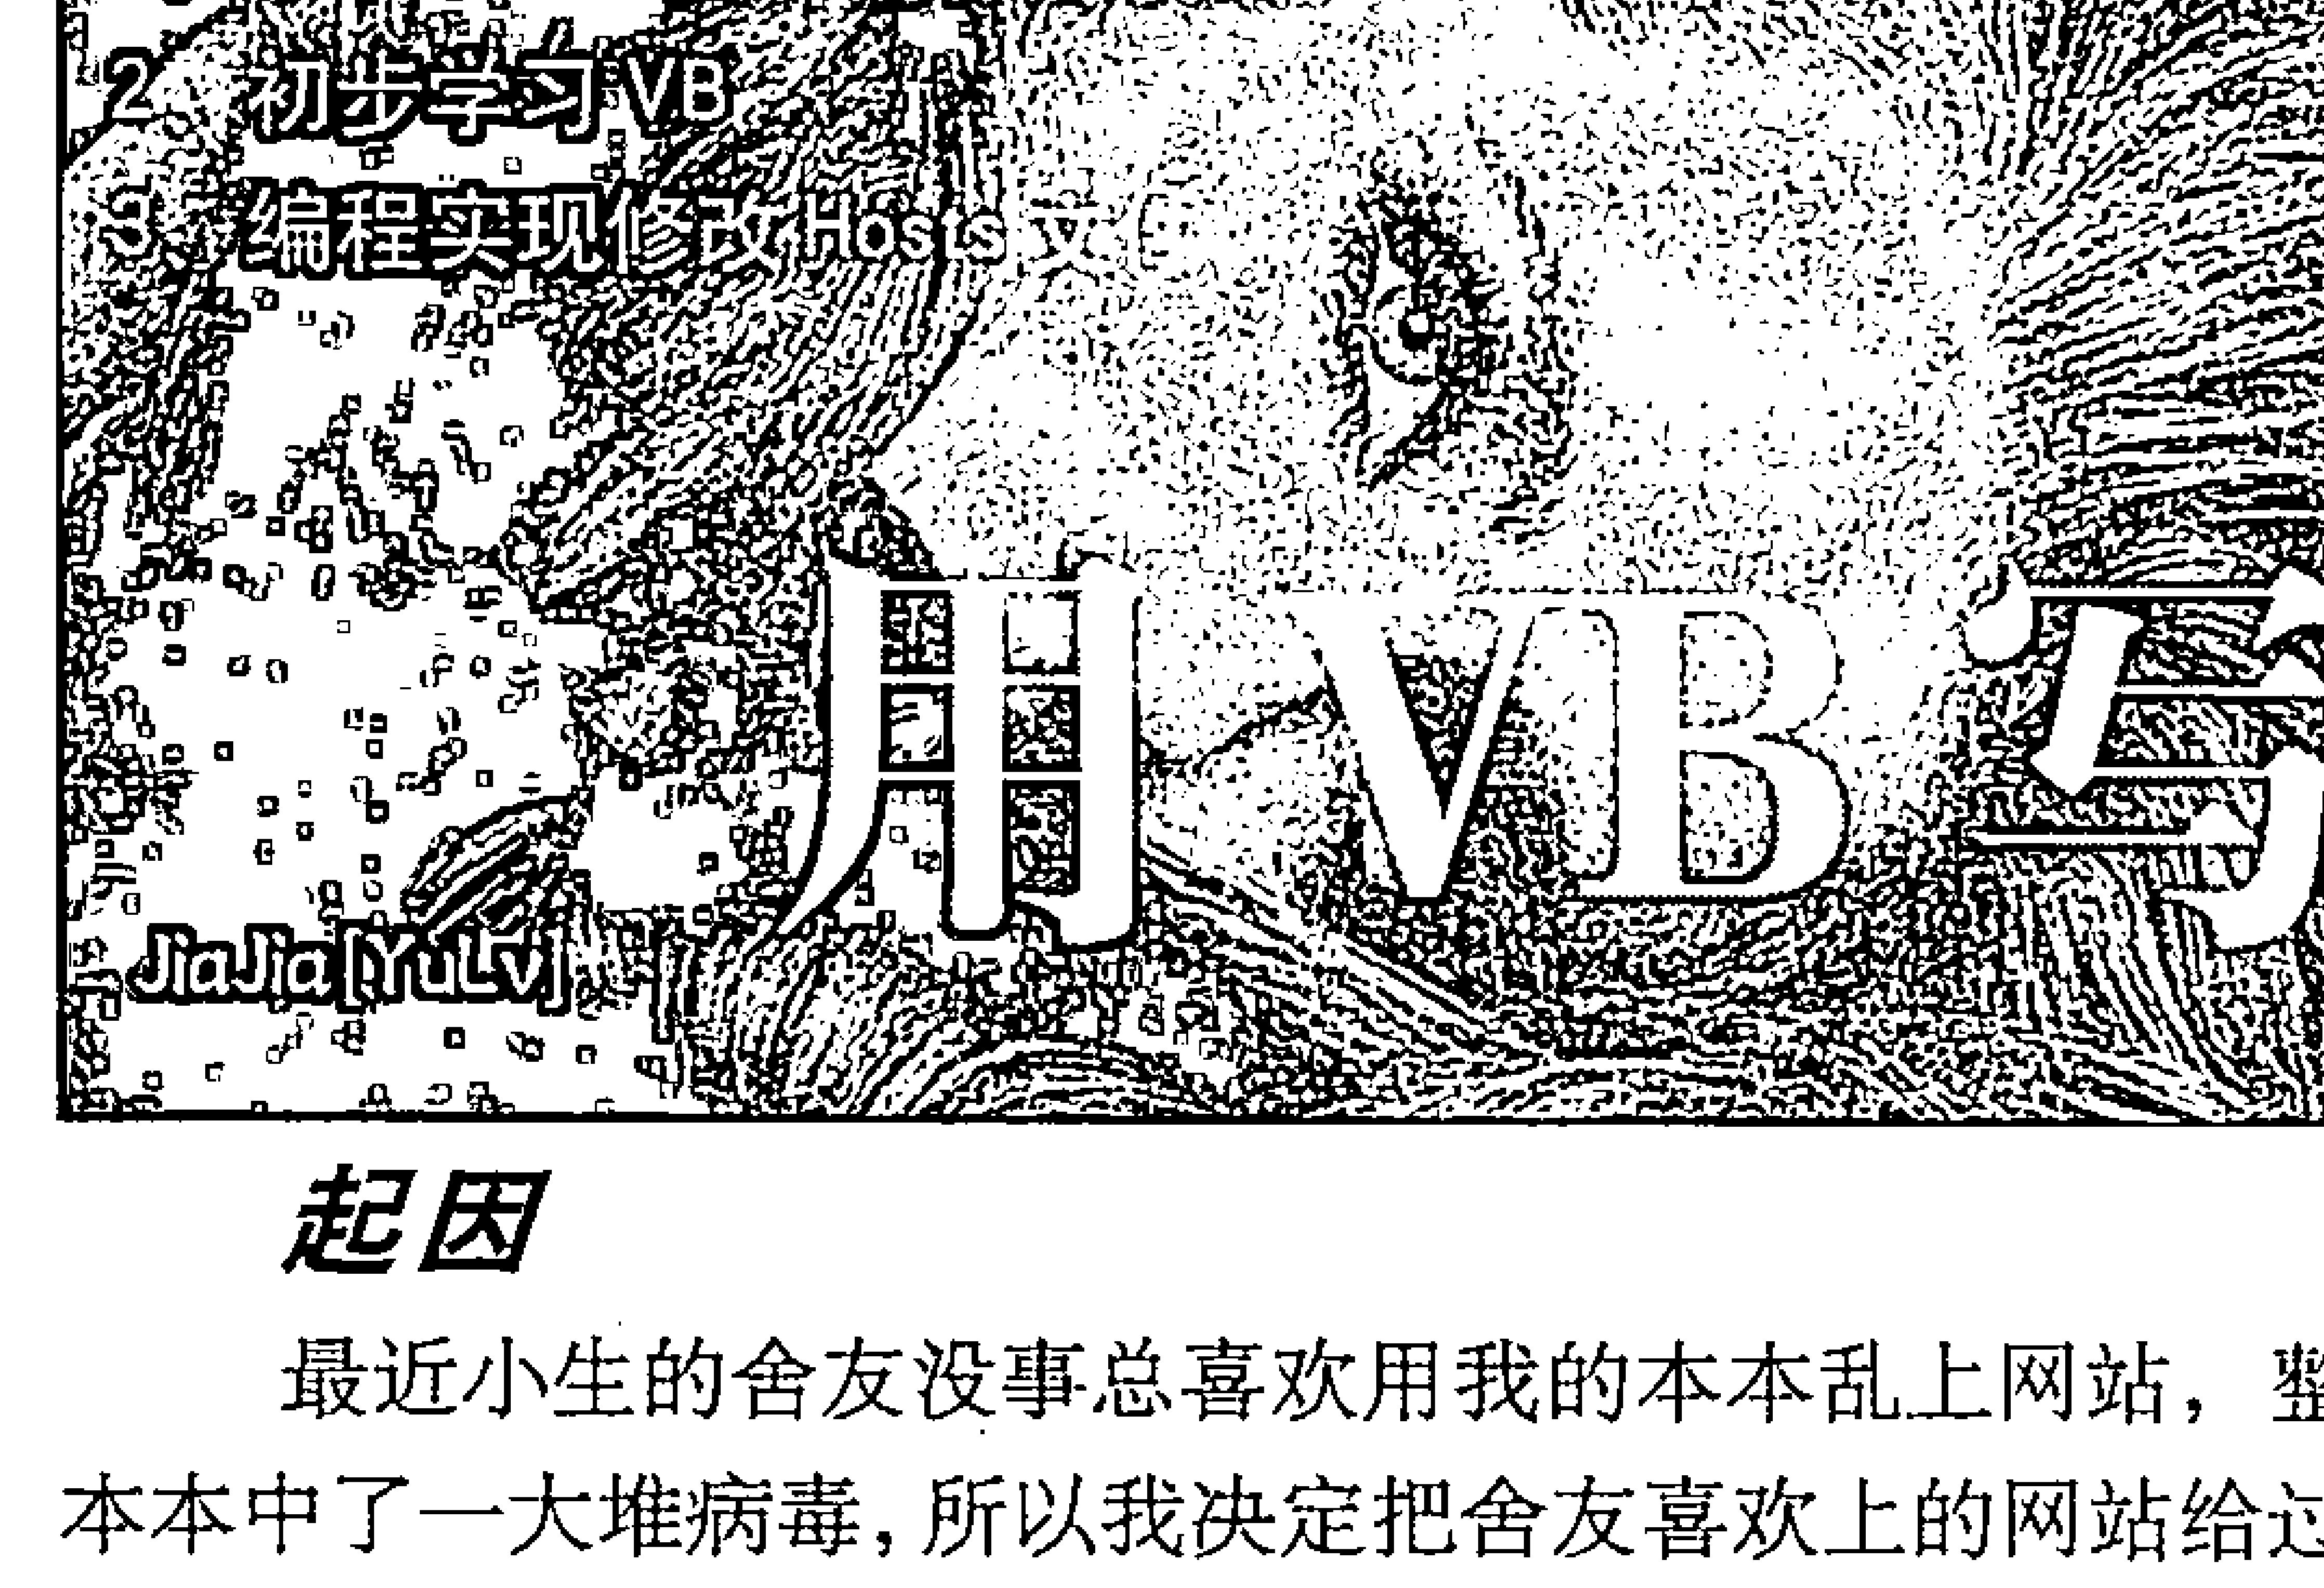 2 初步学习VB
3 编程实现修改Hosts文
用VB写
JiaJia[YuLv]
起因
最近小生的舍友没事总喜欢用我的本本乱上网站，整
本本中了一大堆病毒，所以我决定把舍友喜欢上的网站给